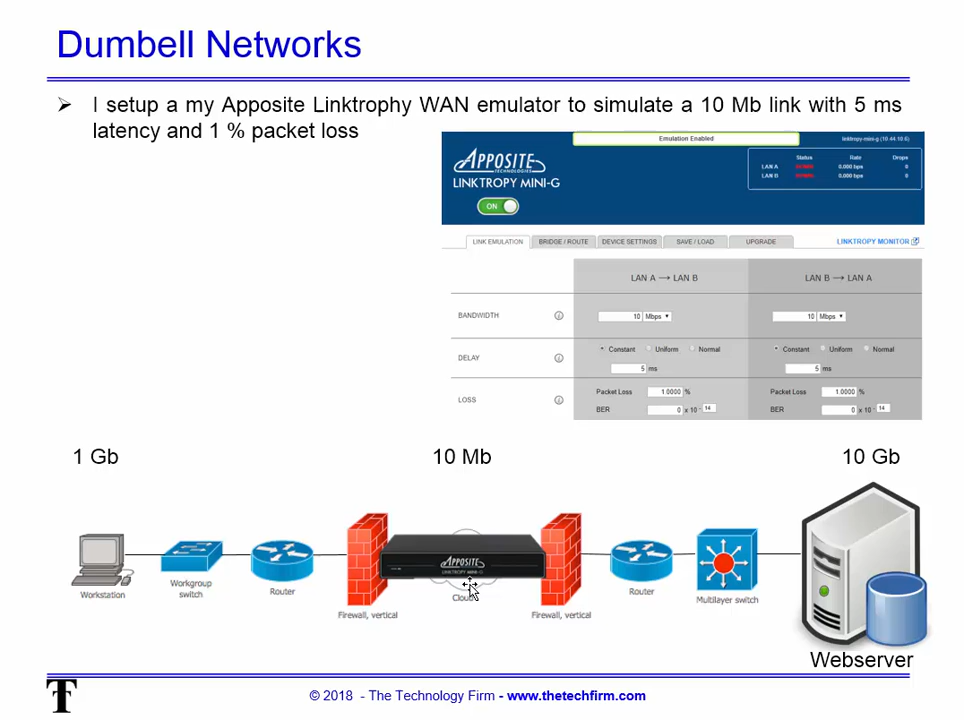 Dumbell Networks
➢ I setup a my Apposite Linktrophy WAN emulator to simulate a 10 Mb link with 5 ms
latency and 1 % packet loss
Emulation Enabled
linktropy-mini-g (10.44.10.6)
APPOSITE
TECHNOLOGIES
LINKTROPY MINI-G
ON
Status Rate Drops
LAN A 0.000 bps 0
LAN B 0.000 bps 0
LINK EMULATION BRIDGE / ROUTE DEVICE SETTINGS SAVE / LOAD UPGRADE LINKTROPY MONITOR
LAN A → LAN B LAN B → LAN A
BANDWIDTH 10 Mbps 10 Mbps
DELAY Constant Uniform Normal Constant Uniform Normal
5 ms 5 ms
LOSS Packet Loss 1.0000 % Packet Loss 1.0000 %
BER 0 x 10 - 14 BER 0 x 10 - 14
1 Gb 10 Mb 10 Gb
APPOSITE
LINKTROPY MINI-G
Workstation
Workgroup
switch
Router
Firewall, vertical
Cloud
Firewall, vertical
Router
Multilayer switch
Webserver
T
© 2018 - The Technology Firm - www.thetechfirm.com